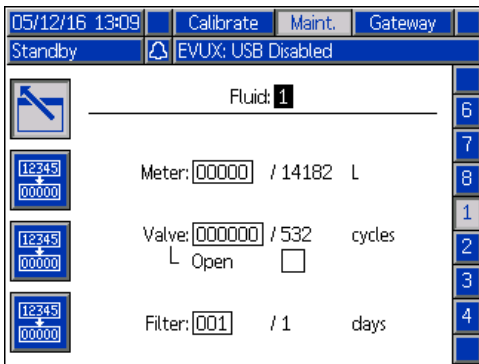 05/12/16 13:09 Calibrate Maint. Gateway
Standby EVUX: USB Disabled
Fluid: 1
6
7
12345
00000
Meter: 00000 / 14182 L
8
1
12345
00000
Valve: 000000 / 532 cycles
2
Open
3
12345
00000
Filter: 001 / 1 days
4